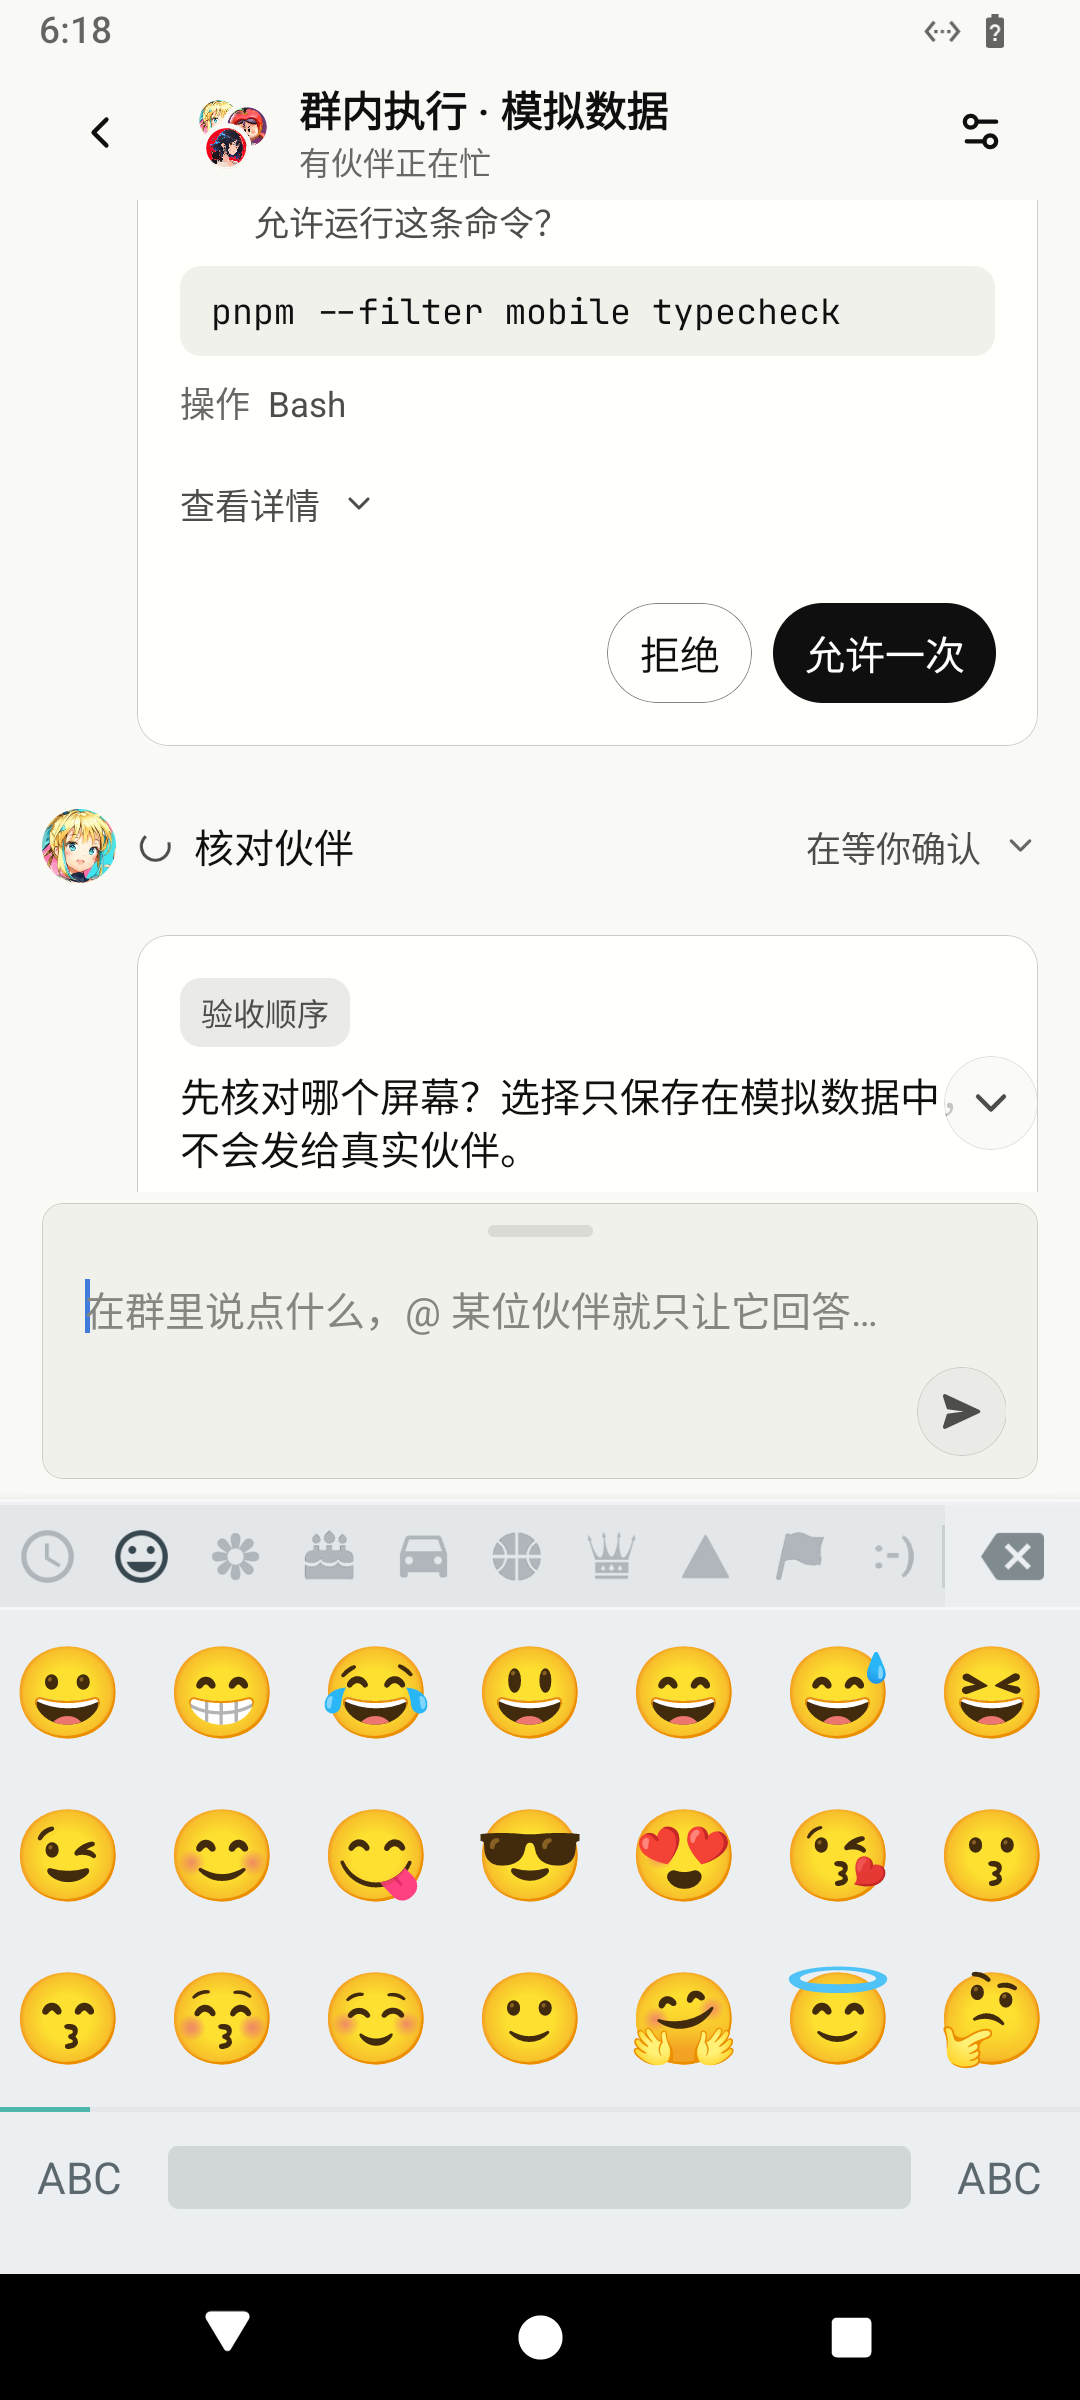 6:18
群内执行 · 模拟数据
有伙伴正在忙
允许运行这条命令？
pnpm --filter mobile typecheck
操作 Bash
查看详情
拒绝
允许一次
核对伙伴
在等你确认
验收顺序
先核对哪个屏幕？选择只保存在模拟数据中，
不会发给真实伙伴。
在群里说点什么，@ 某位伙伴就只让它回答...
:-)
ABC
ABC